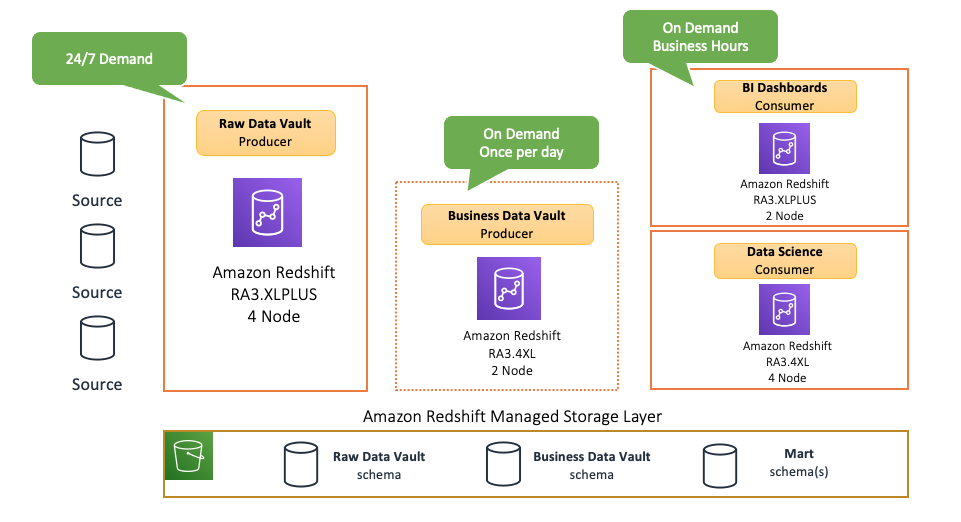 24/7 Demand
Source
Source
Source
Raw Data Vault
Producer
Amazon Redshift
RA3.XLPLUS
4 Node
On Demand
Once per day
Business Data Vault
Producer
Amazon Redshift
RA3.4XL
2 Node
On Demand
Business Hours
BI Dashboards
Consumer
Amazon Redshift
RA3.XLPLUS
2 Node
Data Science
Consumer
Amazon Redshift
RA3.4XL
4 Node
Amazon Redshift Managed Storage Layer
Raw Data Vault
schema
Business Data Vault
schema
Mart
schema(s)